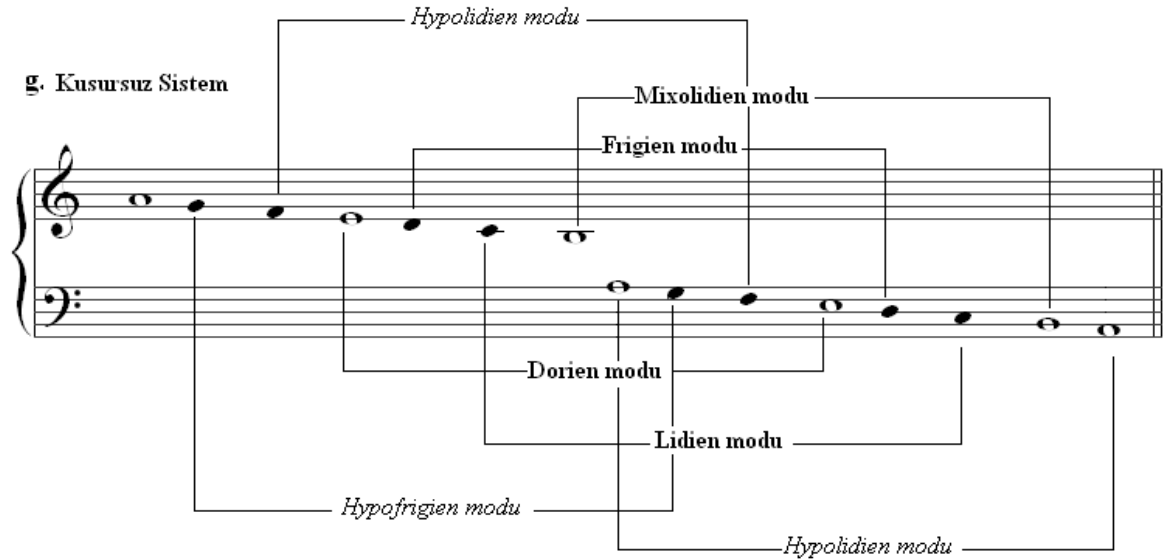 Hypolidien modu
g. Kusursuz Sistem
Mixolidien modu
Frigien modu
Dorien modu
Lidien modu
Hypofrigien modu
Hypolidien modu